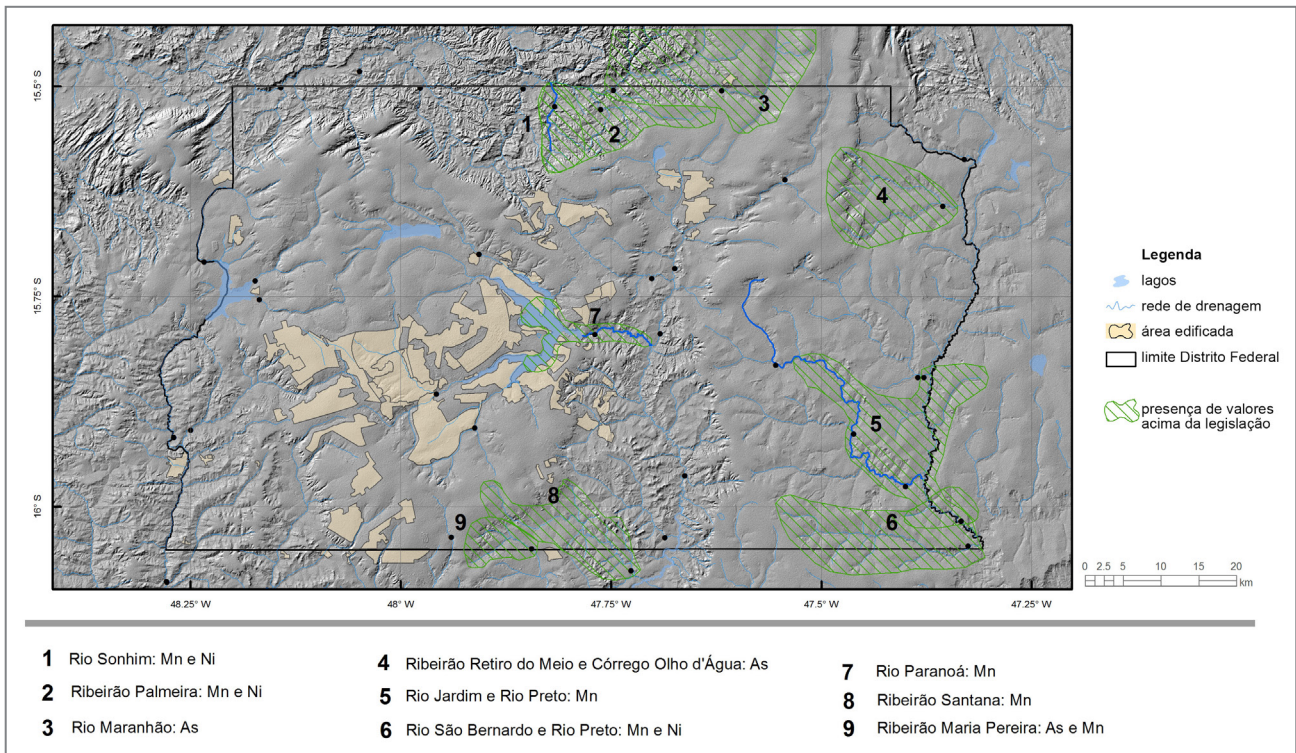 15.5° S
15.75° S
16° S
48.25° W
48° W
47.75° W
47.5° W
47.25° W
1
2
3
4
5
6
7
8
9
Legenda
lagos
rede de drenagem
área edificada
limite Distrito Federal
presença de valores
acima da legislação
0 2.5 5 10 15 20
km
1 Rio Sonhim: Mn e Ni
2 Ribeirão Palmeira: Mn e Ni
3 Rio Maranhão: As
4 Ribeirão Retiro do Meio e Córrego Olho d'Água: As
5 Rio Jardim e Rio Preto: Mn
6 Rio São Bernardo e Rio Preto: Mn e Ni
7 Rio Paranoá: Mn
8 Ribeirão Santana: Mn
9 Ribeirão Maria Pereira: As e Mn